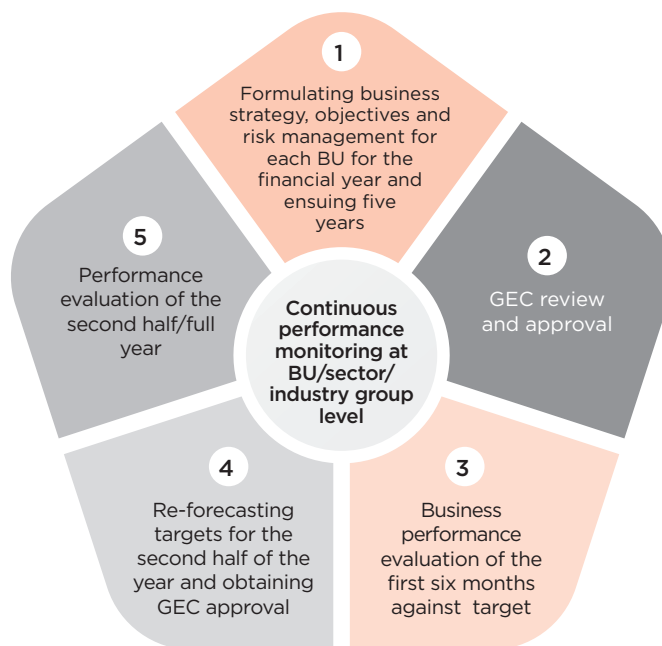 1
Formulating business
strategy, objectives and
risk management for
each BU for the
financial year and
ensuing five
years
2
GEC review
and approval
3
Business
performance
evaluation of the
first six months
against target
4
Re-forecasting
targets for the
second half of the
year and obtaining
GEC approval
5
Performance
evaluation of the
second half/full
year
Continuous
performance
monitoring at
BU/sector/
industry group
level